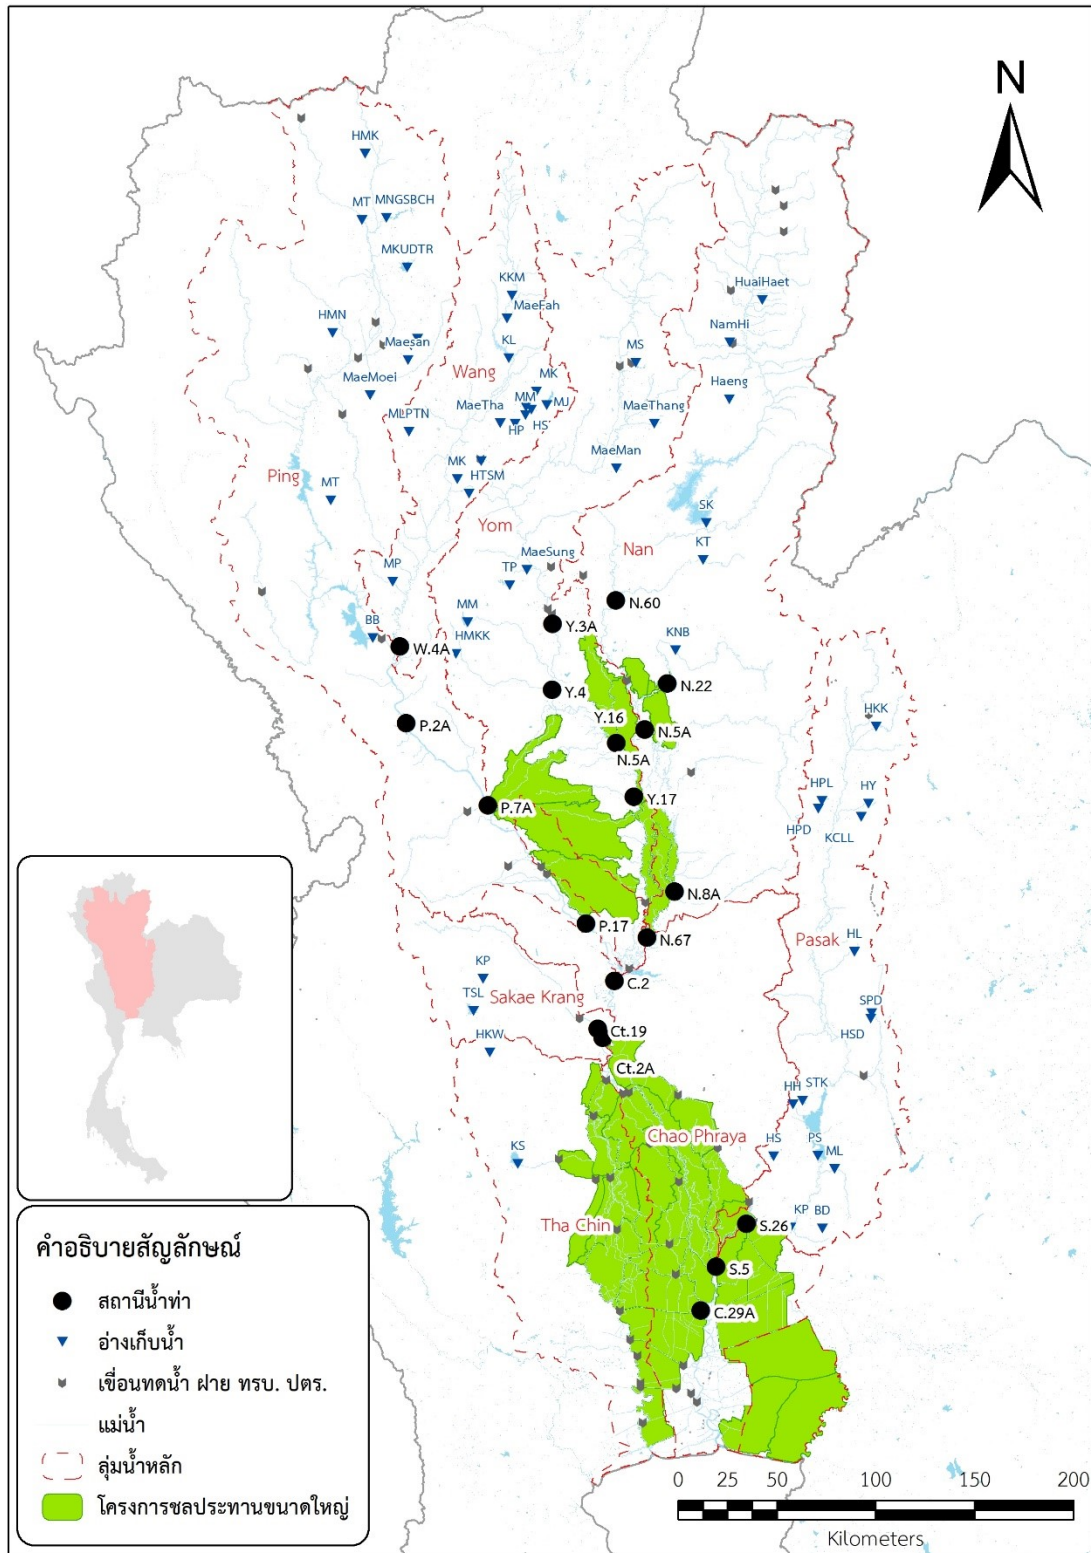 N
HMK
MT
MNGSBCH
MKUDTR
HuaiHaet
KKM
MaeFah
HMN
NamHi
Maesan
KL
MS
Wang
MaeMoei
MK
Haeng
MM
MJ
MaeTha
MLPTN
HP
HS
MaeThang
MK
MaeMan
Ping
HTSM
MT
SK
Yom
Nan
KT
MaeSung
MP
TP
N.60
MM
Y.3A
BB
W.4A
HMKK
KNB
Y.4
N.22
HKK
P.2A
Y.16
N.5A
N.5A
HPL
HY
P.7A
Y.17
HPD
KCLL
N.8A
P.17
N.67
Pasak
HL
KP
C.2
Sakae Krang
TSL
SPD
Ct.19
HSD
HKW
Ct.2A
HH
STK
Chao Phraya
HS
PS
ML
KS
Tha Chin
KP
BD
S.26
S.5
C.29A
คำอธิบายสัญลักษณ์
สถานีน้ำท่า
อ่างเก็บน้ำ
เขื่อนทดน้ำ ฝาย ทรบ. ปตร.
แม่น้ำ
ลุ่มน้ำหลัก
โครงการชลประทานขนาดใหญ่
0 25 50 100 150 200
Kilometers